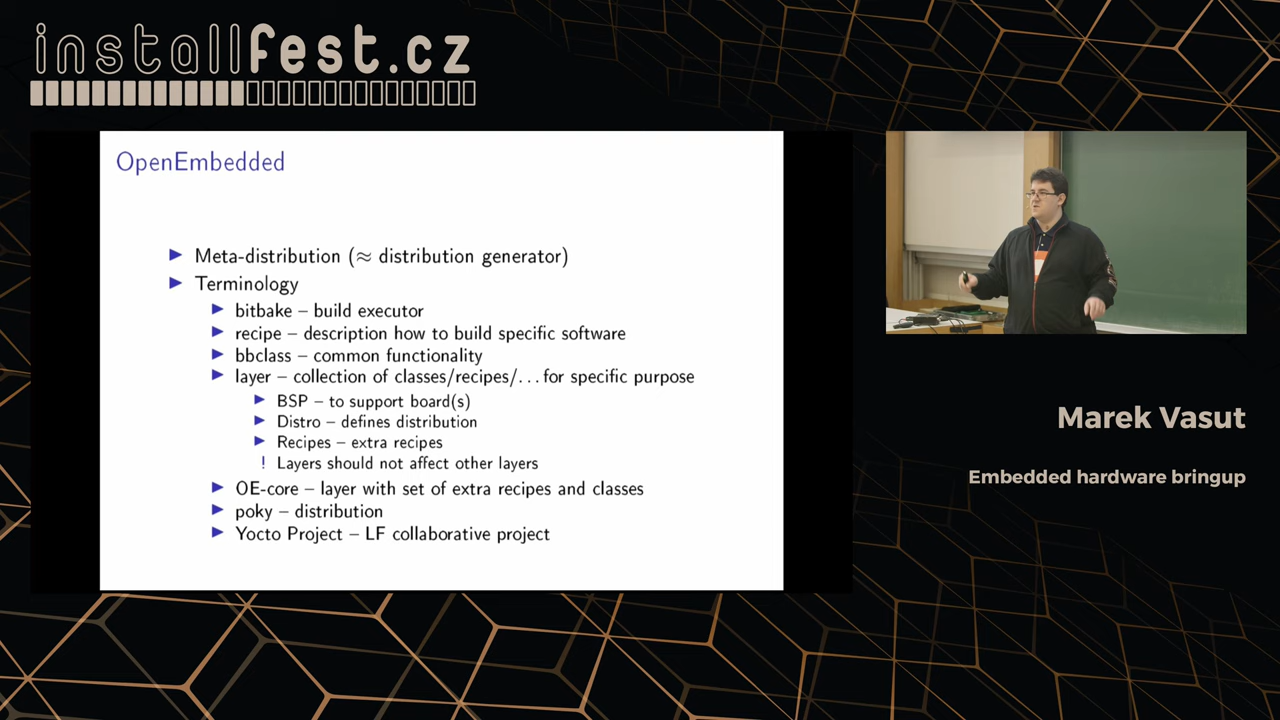 installfest.cz
OpenEmbedded
▶ Meta-distribution (≈ distribution generator)
▶ Terminology
▶ bitbake – build executor
▶ recipe – description how to build specific software
▶ bbclass – common functionality
▶ layer – collection of classes/recipes/... for specific purpose
▶ BSP – to support board(s)
▶ Distro – defines distribution
▶ Recipes – extra recipes
! Layers should not affect other layers
▶ OE-core – layer with set of extra recipes and classes
▶ poky – distribution
▶ Yocto Project – LF collaborative project
Marek Vasut
Embedded hardware bringup